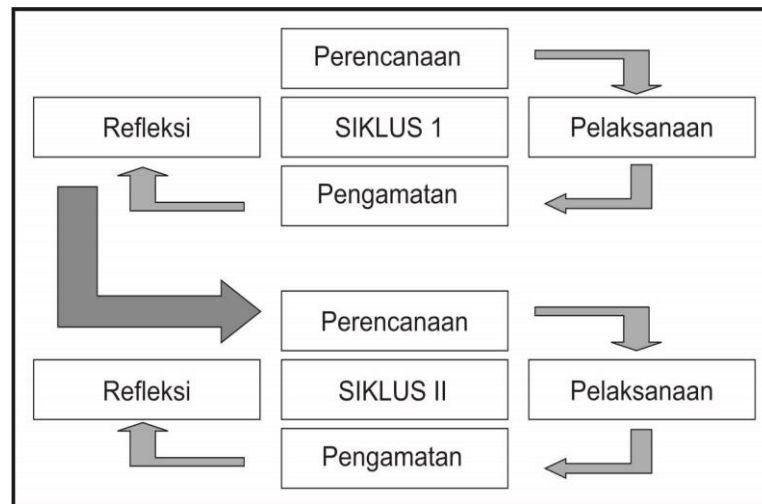 Perencanaan
Refleksi
SIKLUS 1
Pelaksanaan
Pengamatan
Perencanaan
Refleksi
SIKLUS II
Pelaksanaan
Pengamatan